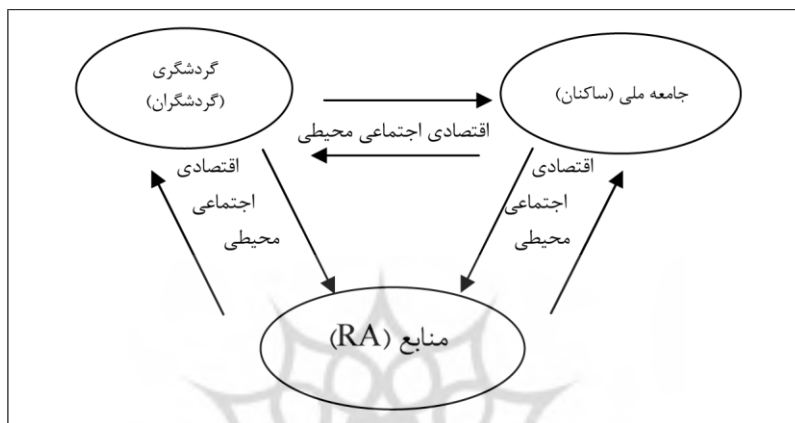 گردشگری
(گردشگران)
جامعه ملی (ساکنان)
اقتصادی اجتماعی محیطی
اقتصادی
اجتماعی
محیطی
اقتصادی
اجتماعی
محیطی
منابع (RA)